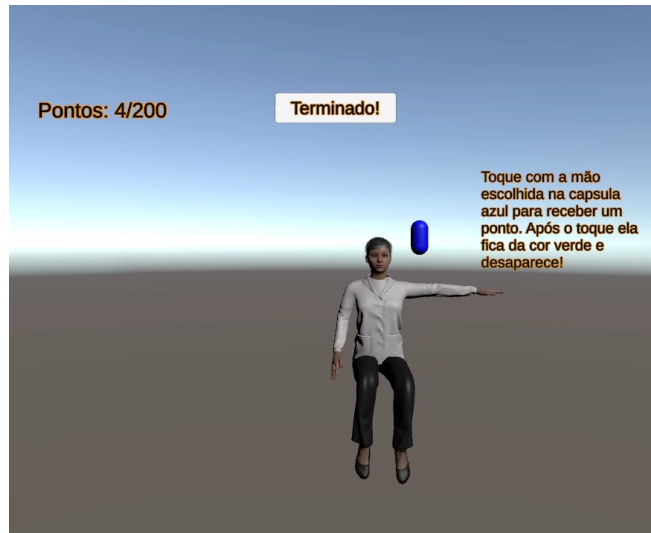 Pontos: 4/200
Terminado!
Toque com a mão
escolhida na capsula
azul para receber um
ponto. Após o toque ela
fica da cor verde e
desaparece!